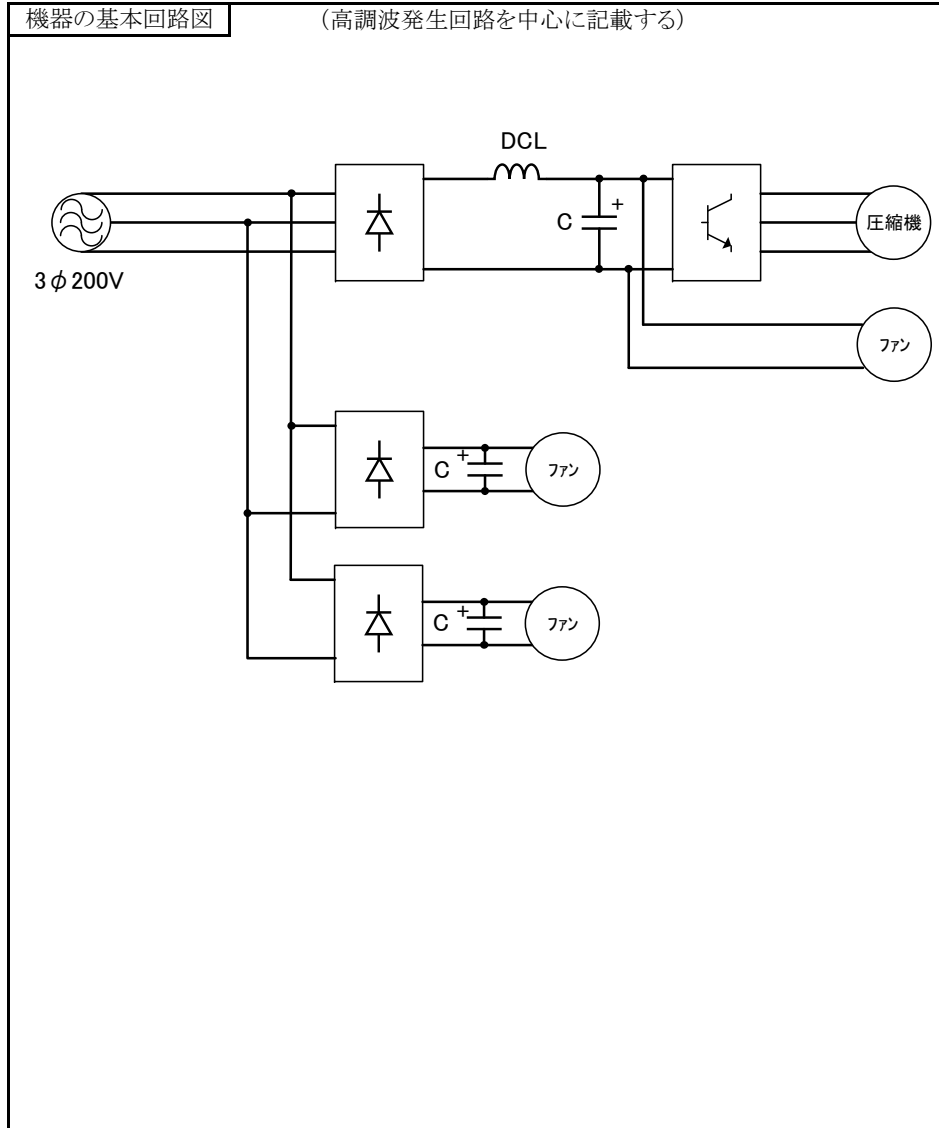 機器の基本回路図 (高調波発生回路を中心に記載する)
DCL
C +
圧縮機
3φ200V
ファン
C + ファン
C + ファン